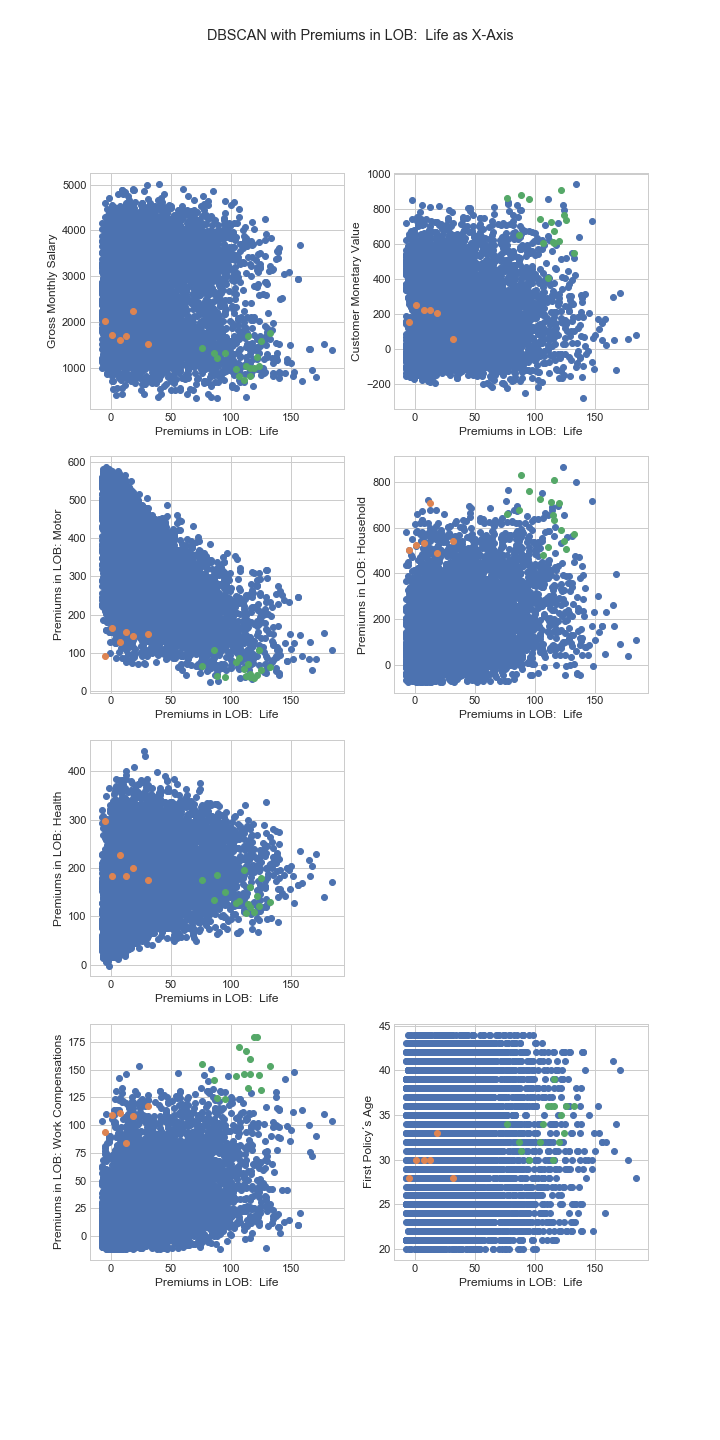 DBSCAN with Premiums in LOB:  Life as X-Axis
5000
4000
3000
2000
1000
Gross Monthly Salary
0 50 100 150
Premiums in LOB:  Life
1000
800
600
400
200
0
−200
Customer Monetary Value
0 50 100 150
Premiums in LOB:  Life
600
500
400
300
200
100
0
Premiums in LOB: Motor
0 50 100 150
Premiums in LOB:  Life
800
600
400
200
0
Premiums in LOB: Household
0 50 100 150
Premiums in LOB:  Life
400
300
200
100
0
Premiums in LOB: Health
0 50 100 150
Premiums in LOB:  Life
175
150
125
100
75
50
25
0
Premiums in LOB: Work Compensations
0 50 100 150
Premiums in LOB:  Life
45
40
35
30
25
20
First Policy´s Age
0 50 100 150
Premiums in LOB:  Life